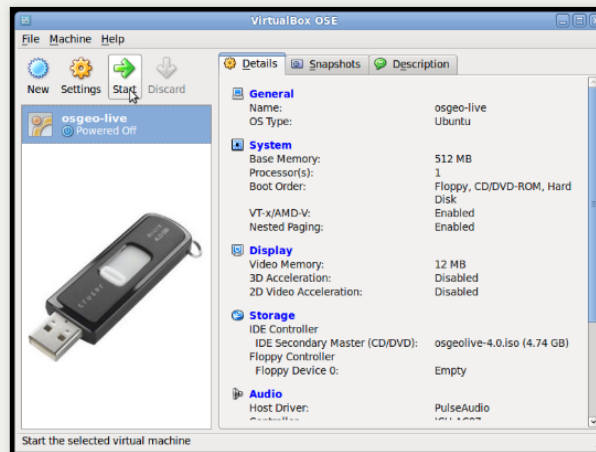 VirtualBox OSE
File Machine Help
New Settings Start Discard
Details Snapshots Description
osgeo-live
Powered Off
General
Name: osgeo-live
OS Type: Ubuntu
System
Base Memory: 512 MB
Processor(s): 1
Boot Order: Floppy, CD/DVD-ROM, Hard
Disk
VT-x/AMD-V: Enabled
Nested Paging: Enabled
Display
Video Memory: 12 MB
3D Acceleration: Disabled
2D Video Acceleration: Disabled
Storage
IDE Controller
IDE Secondary Master (CD/DVD): osgeolive-4.0.iso (4.74 GB)
Floppy Controller
Floppy Device 0: Empty
Audio
Host Driver: PulseAudio
cruzer
4.0GB
Start the selected virtual machine